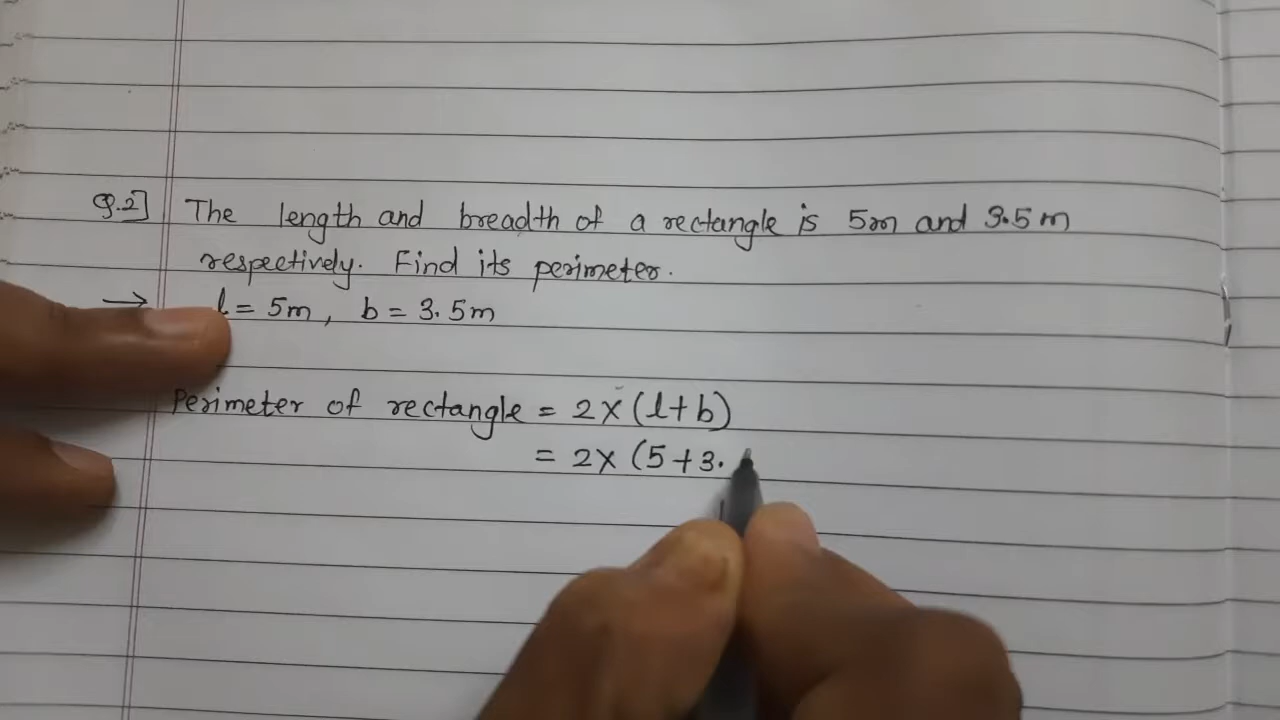 Q.2] The length and breadth of a rectangle is 5m and 3.5m
respectively. Find its perimeter.
→ l = 5m, b = 3.5m
Perimeter of rectangle = 2×(l+b)
= 2×(5+3.